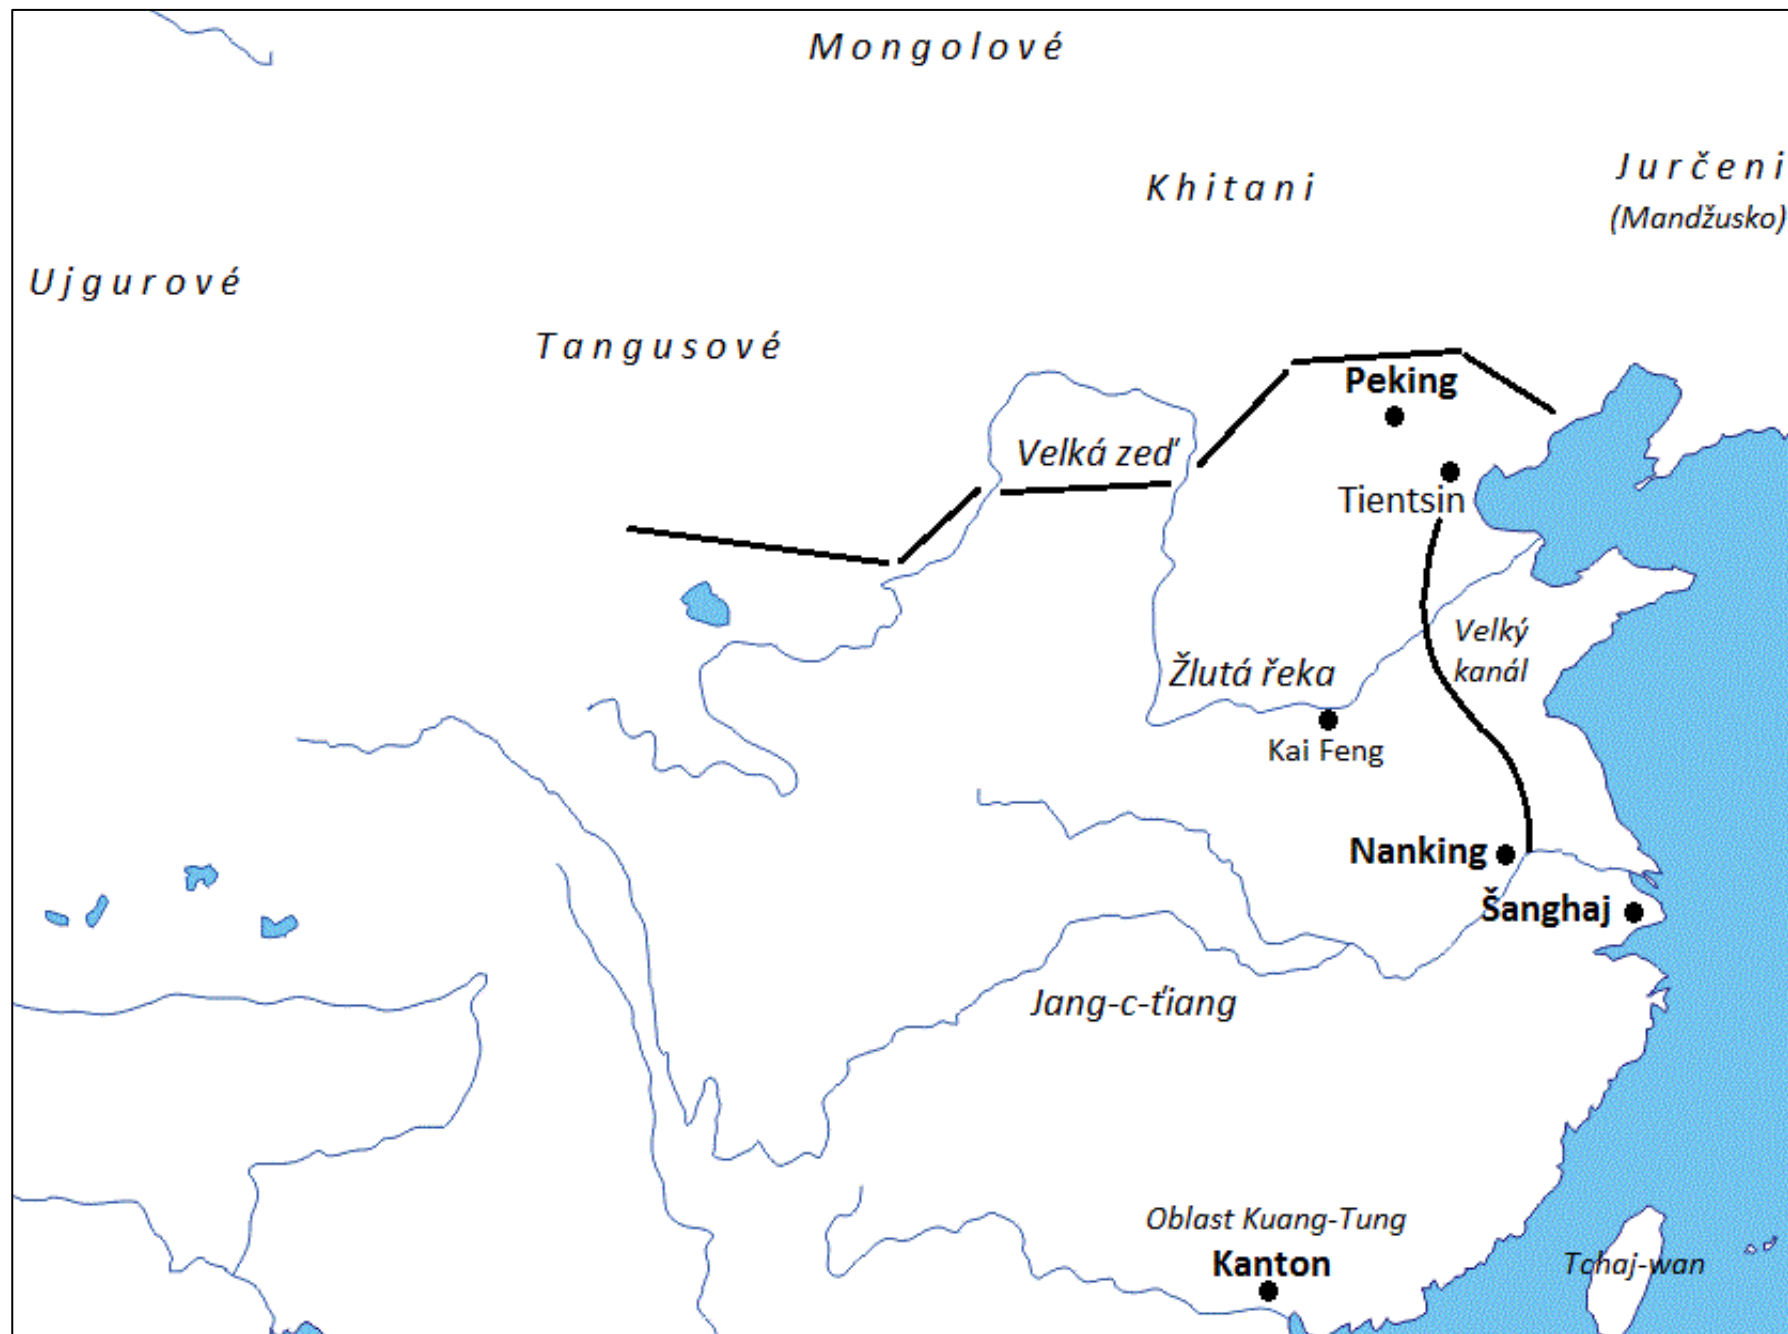 Mongolové
Jurčeni
(Mandžusko)
Khitani
Ujgurové
Tangusové
Peking
Velká zeď
Tientsin
Velký
kanál
Žlutá řeka
Kai Feng
Nanking
Šanghaj
Jang-c-ťiang
Oblast Kuang-Tung
Kanton
Tchaj-wan